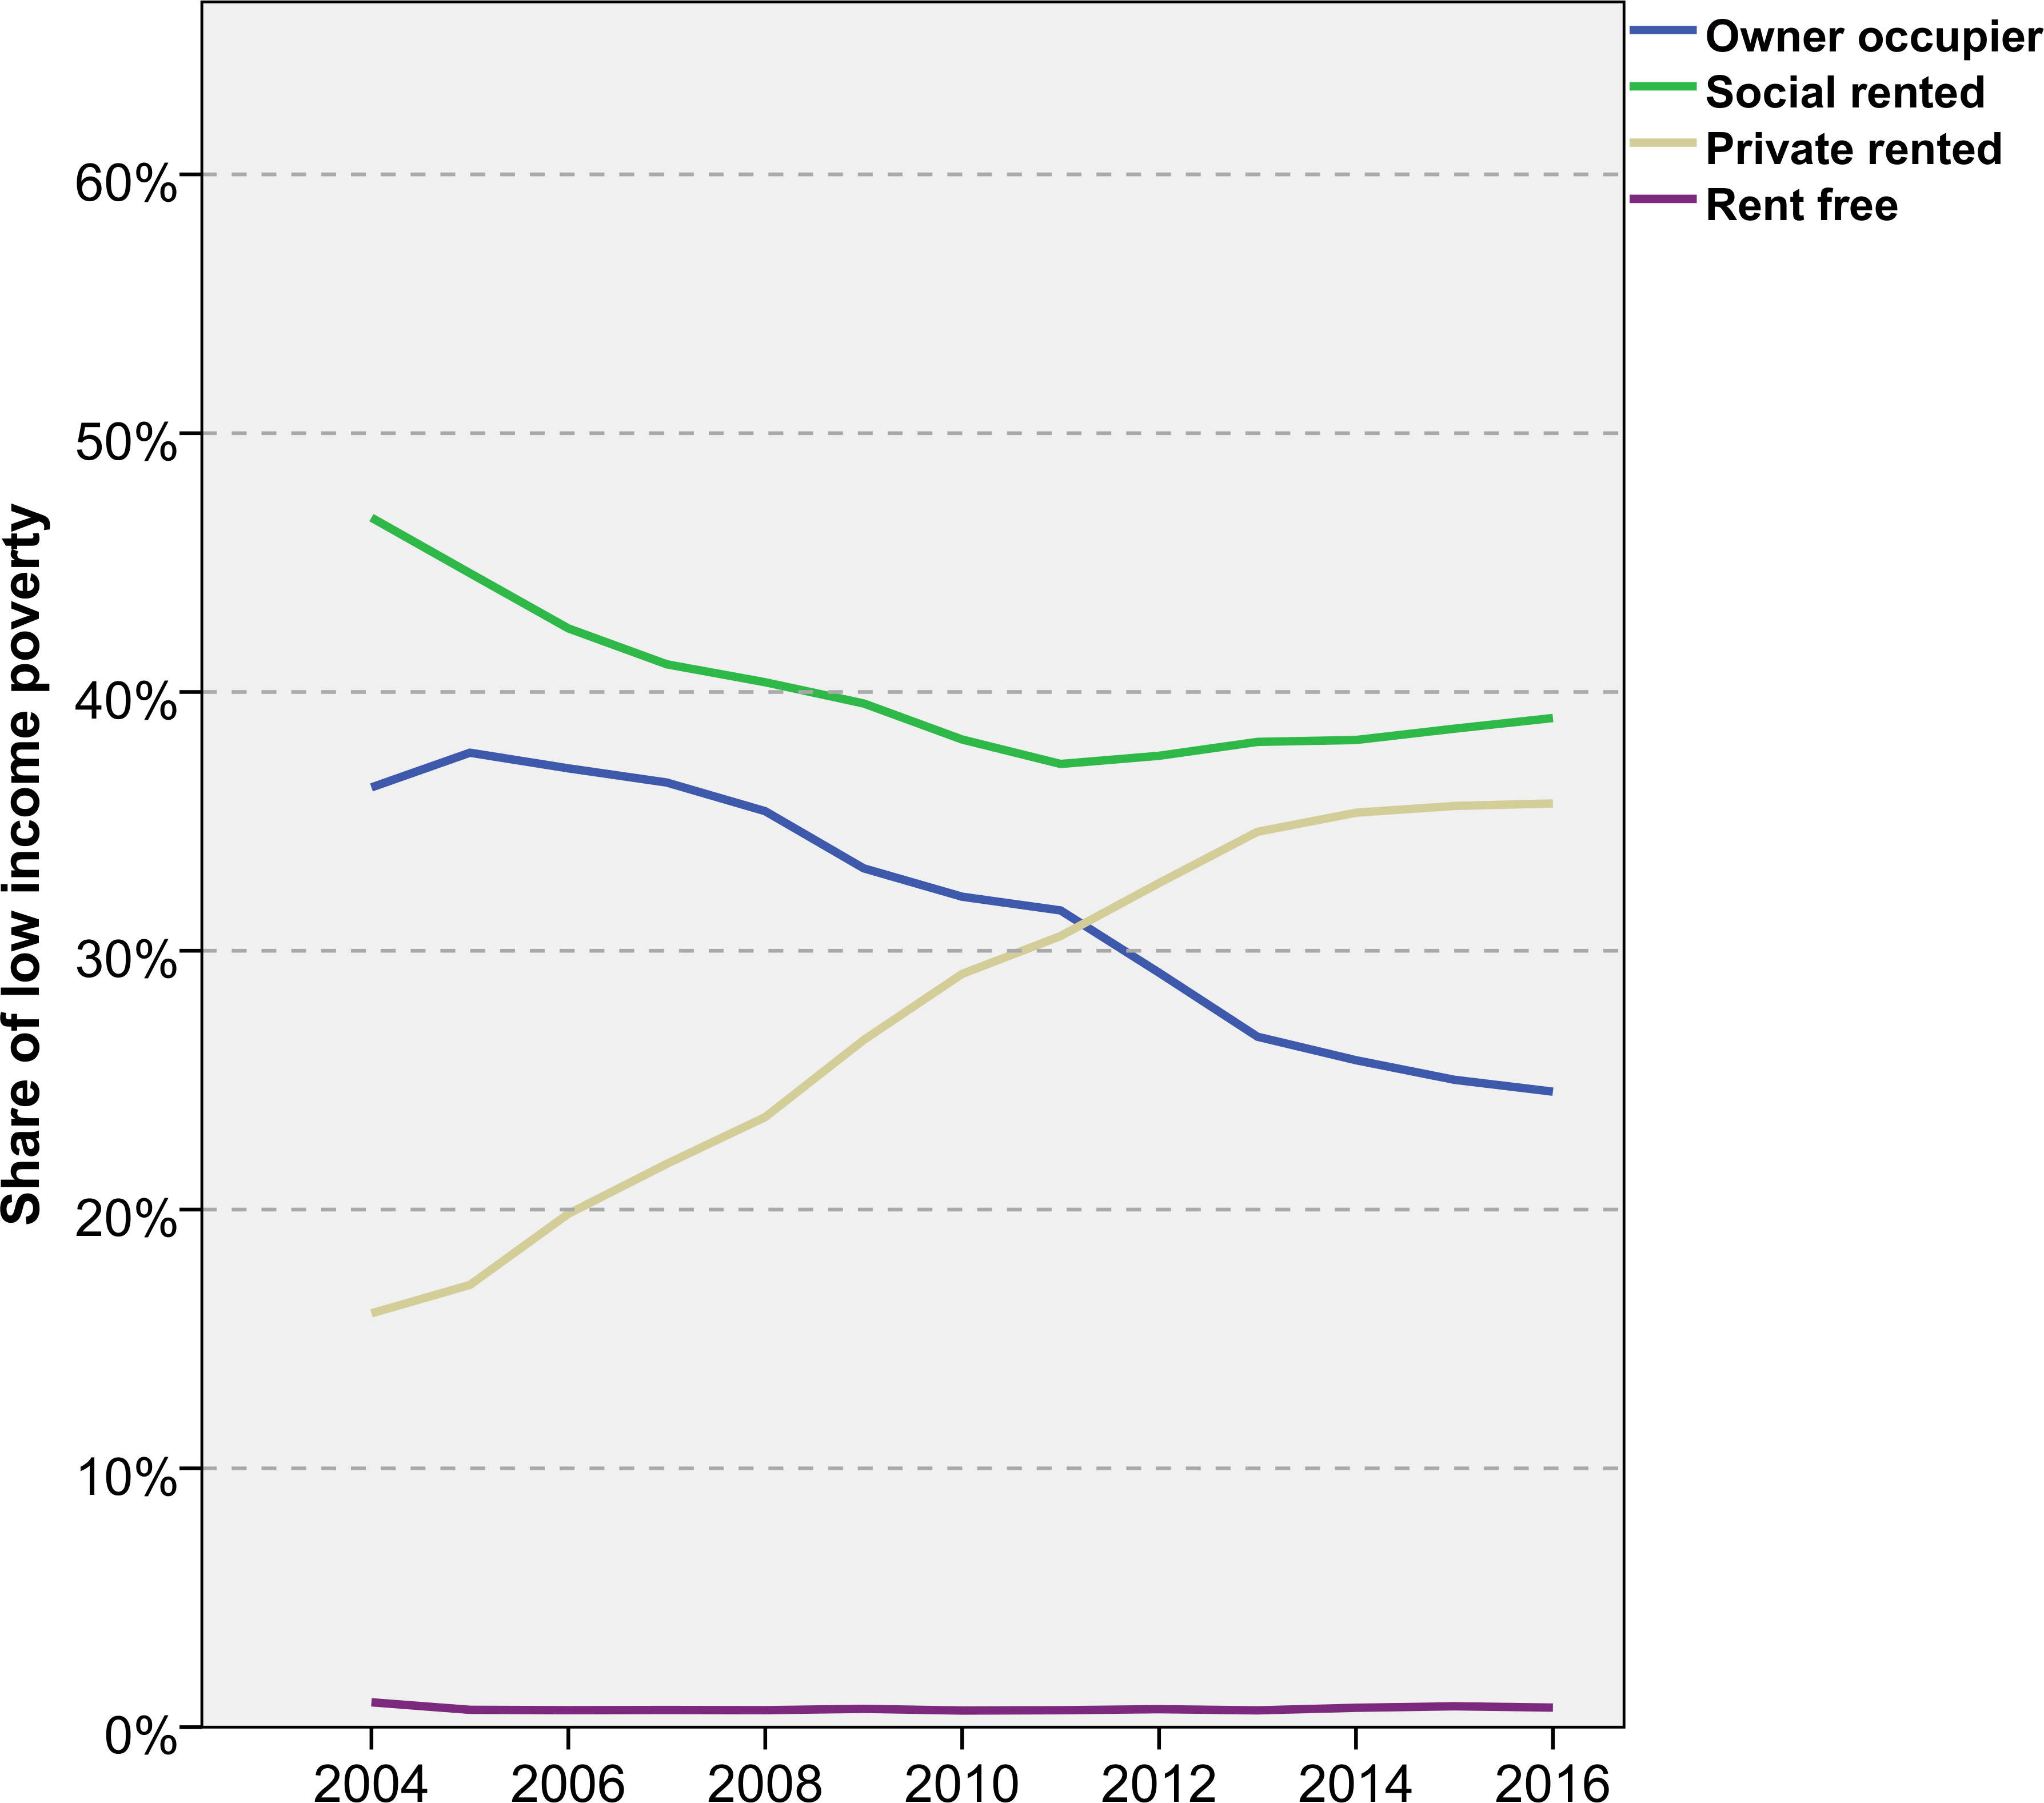 Owner occupier
Social rented
Private rented
Rent free
Share of low income poverty
60%
50%
40%
30%
20%
10%
0%
2004 2006 2008 2010 2012 2014 2016